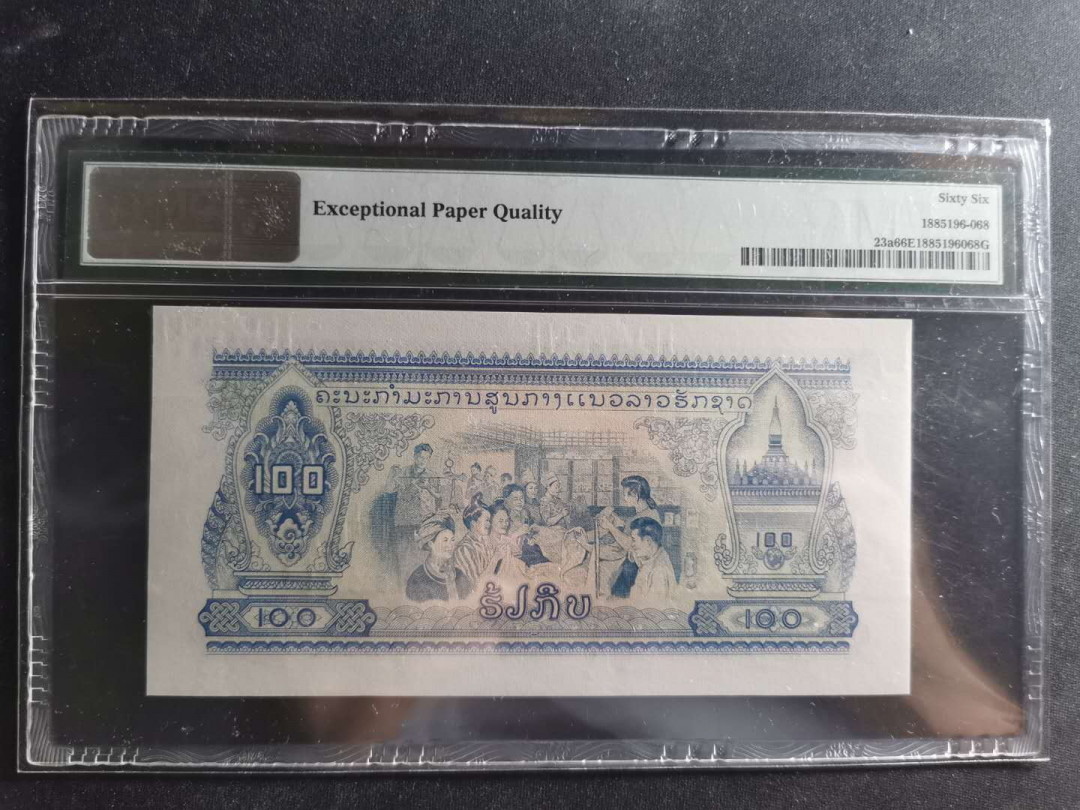 Exceptional Paper Quality
Sixty Six
1885196-068
23a66E1885196068G
ຄະນະກຳມະການສູນກາງແນວລາວຮັກຊາດ
100
100
ຮ້ອຍກີບ
100
100